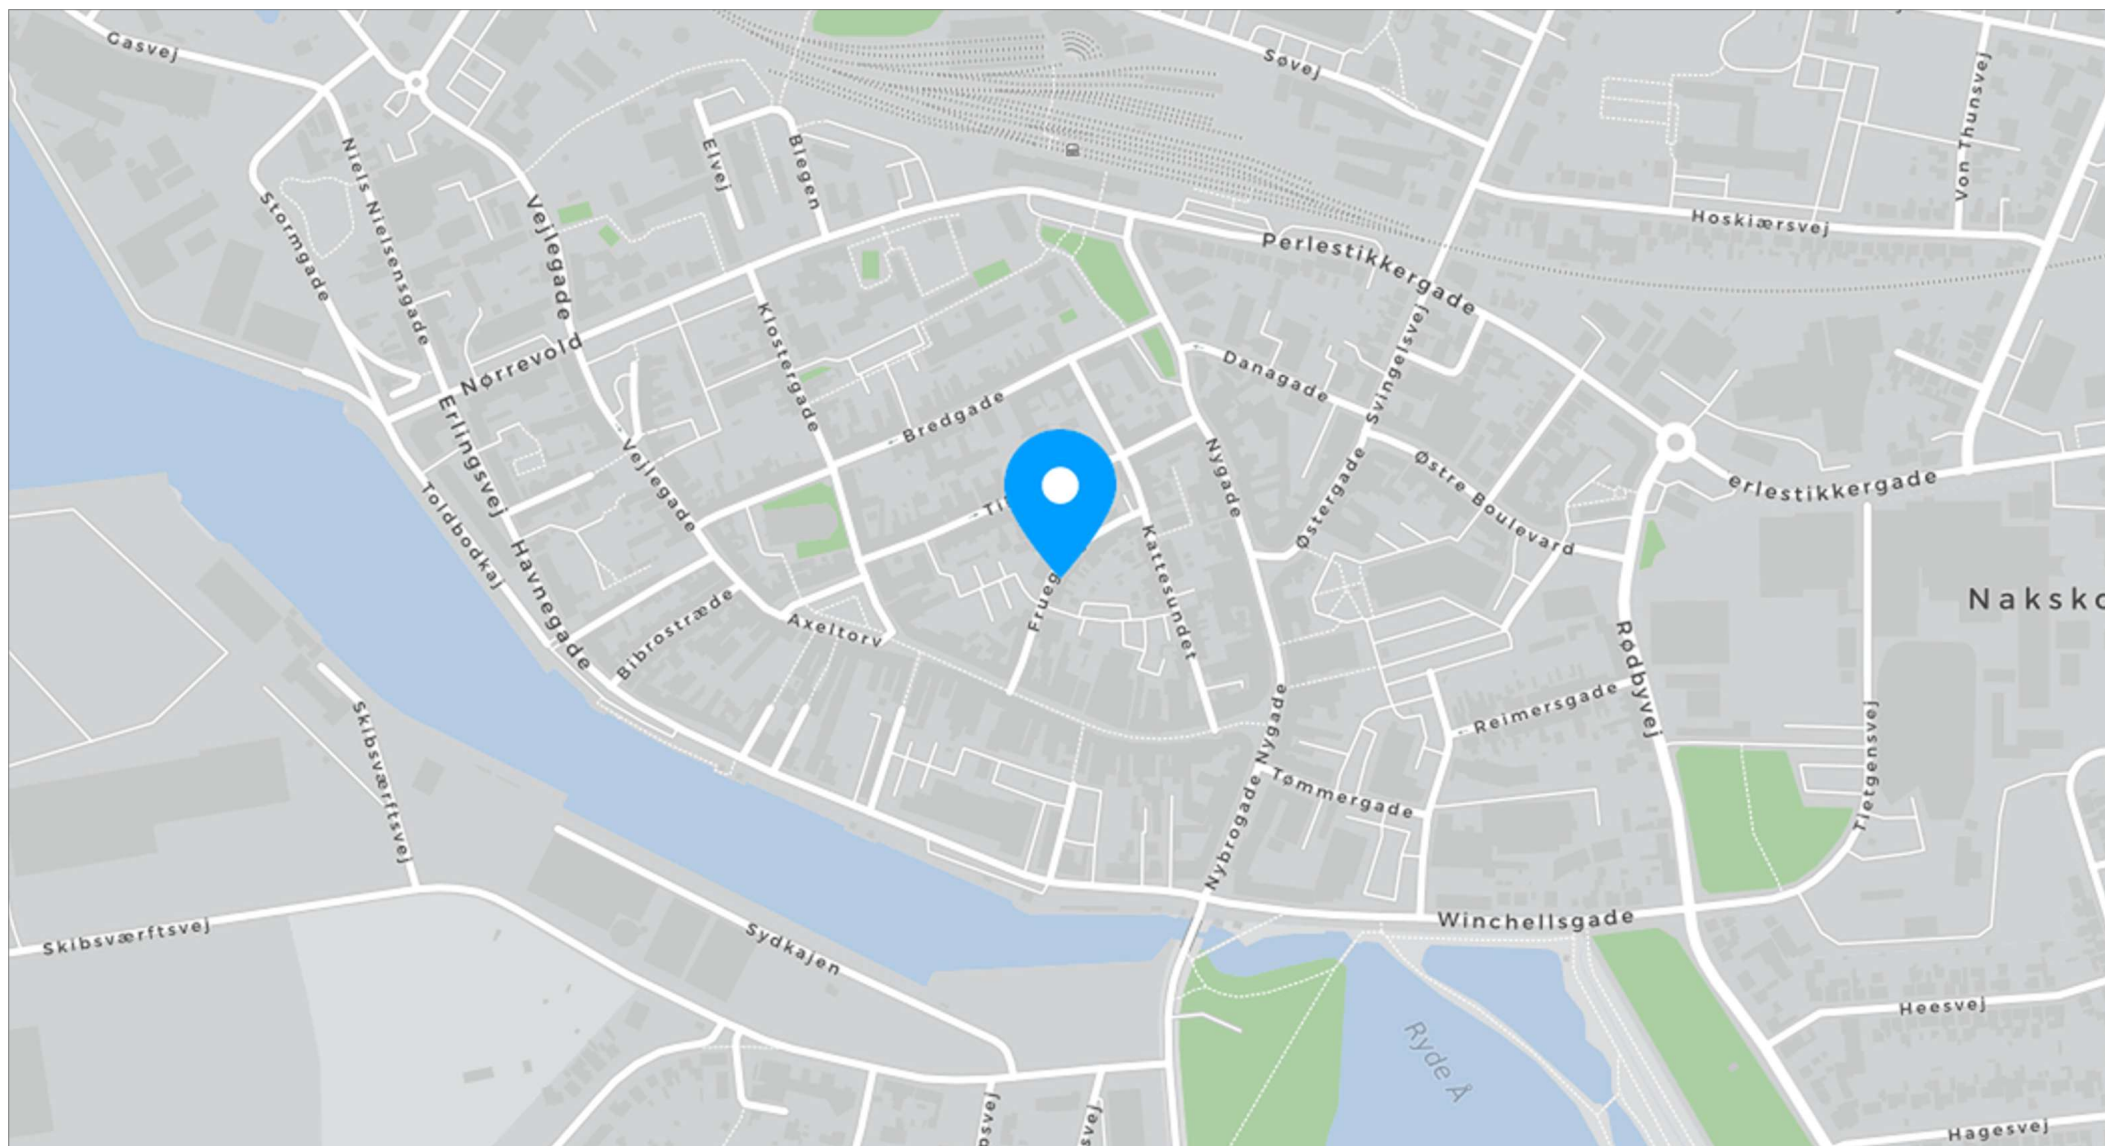 Gasvej
Søvej
Von Thunsvej
Elvej
Blegen
Niels Nielsensgade
Stormgade
Vejlegade
Hoskiærsvej
Perlestikkergade
Klostergade
Nørrevold
Svingelsvej
Danagade
Erlingsvej
Bredgade
Vejlegade
Nygade
Østergade
Østre Boulevard
erlestikkergade
Toldbodkaj
Kattesundet
Havnegade
Naksko
Bibrostræde
Axeltorv
Frueg
Rødbyvej
Reimersgade
Nygade
Skibsværftsvej
Tømmergade
Tietgensvej
Nybrogade
Winchellsgade
Skibsværftsvej
Sydkajen
Heesvej
Ryde Å
Hagesvej